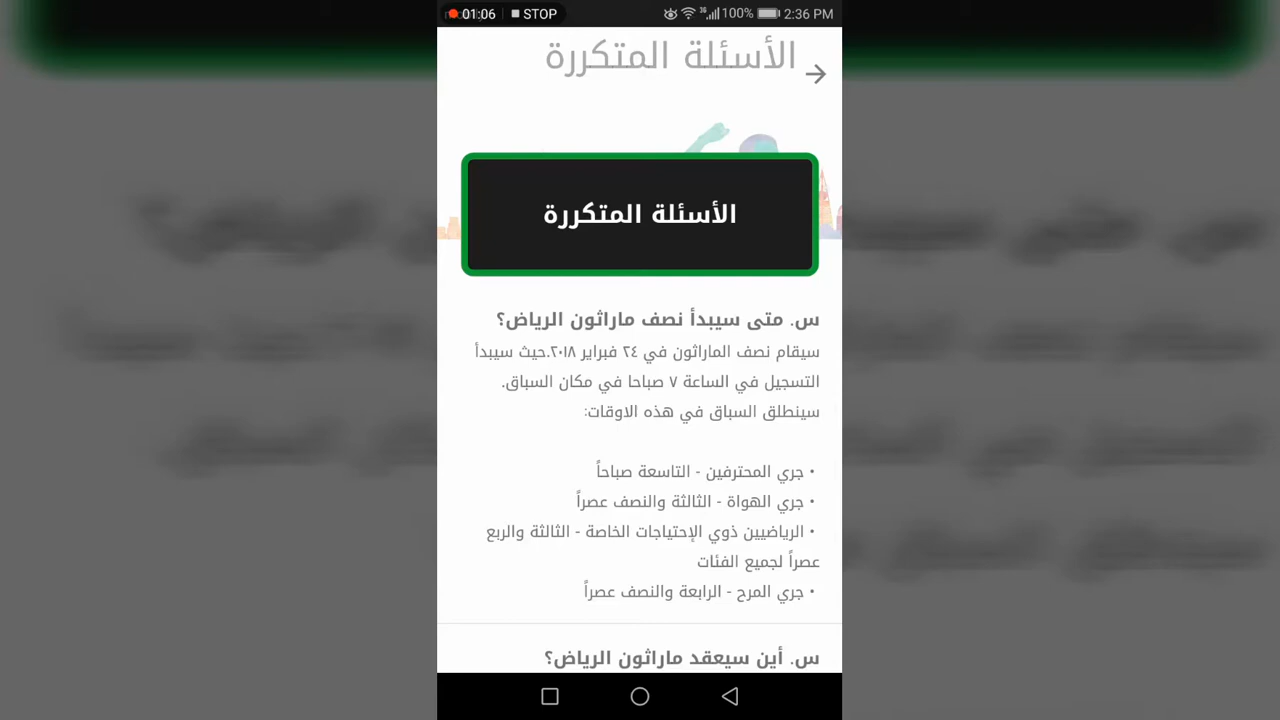 01:06 STOP 100% 2:36 PM
الأسئلة المتكررة
الأسئلة المتكررة
س. متى سيبدأ نصف ماراثون الرياض؟
سيقام نصف الماراثون في ٢٤ فبراير ٢٠١٨.حيث سيبدأ
التسجيل في الساعة ٧ صباحا في مكان السباق.
سينطلق السباق في هذه الاوقات:
• جري المحترفين - التاسعة صباحاً
• جري الهواة - الثالثة والنصف عصراً
• الرياضيين ذوي الإحتياجات الخاصة - الثالثة والربع
عصراً لجميع الفئات
• جري المرح - الرابعة والنصف عصراً
س. أين سيعقد ماراثون الرياض؟